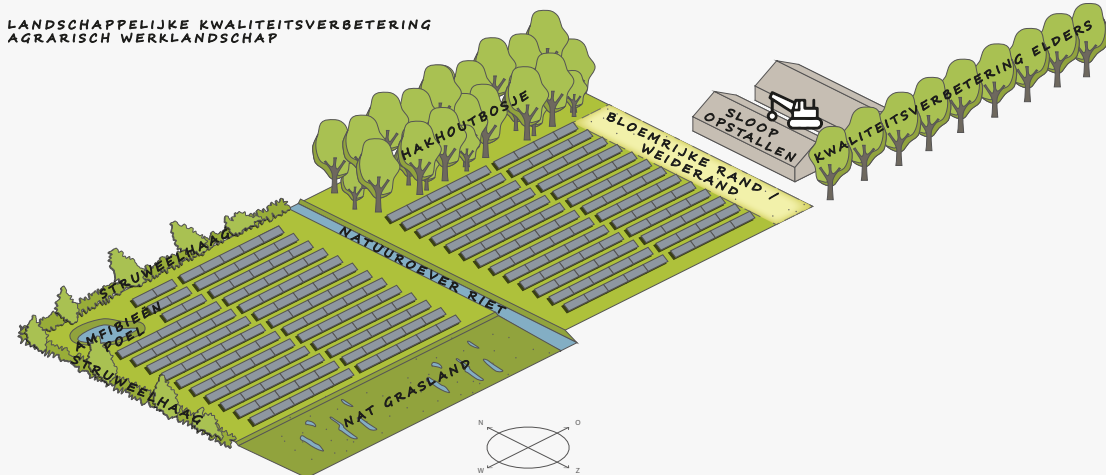 LANDSCHAPPELIJKE KWALITEITSVERBETERING
AGRARISCH WERKLANDSCHAP
HAKHOUTBOSJE
BLOEMRIJKE RAND /
WEIDERAND
SLOOP
OPSTALLEN
KWALITEITSVERBETERING ELDERS
STRUWEELHAAG
NATUUROEVER RIET
AMFIBIEËN
POEL
STRUWEELHAAG
NAT GRASLAND
N O
W Z